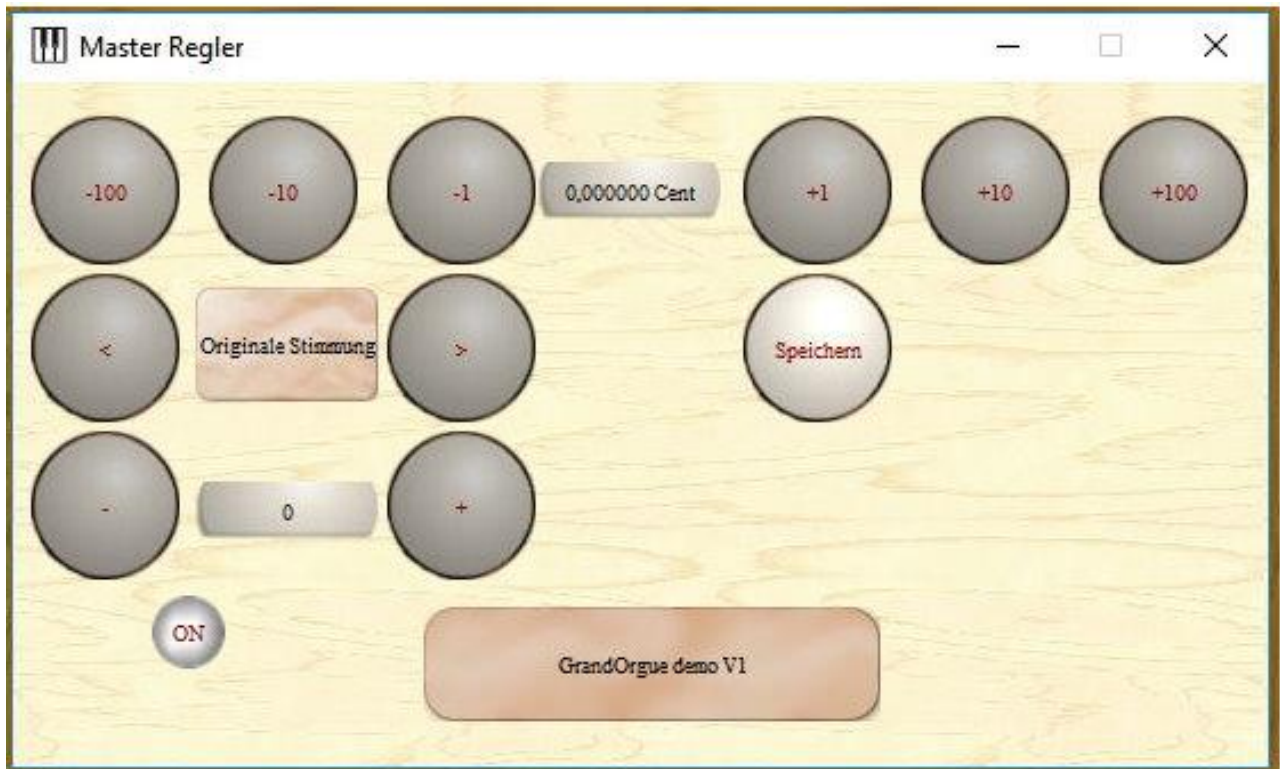 Master Regler
-100
-10
-1
0,000000 Cent
+1
+10
+100
<
Originale Stimmung
>
Speichern
-
0
+
ON
GrandOrgue demo V1